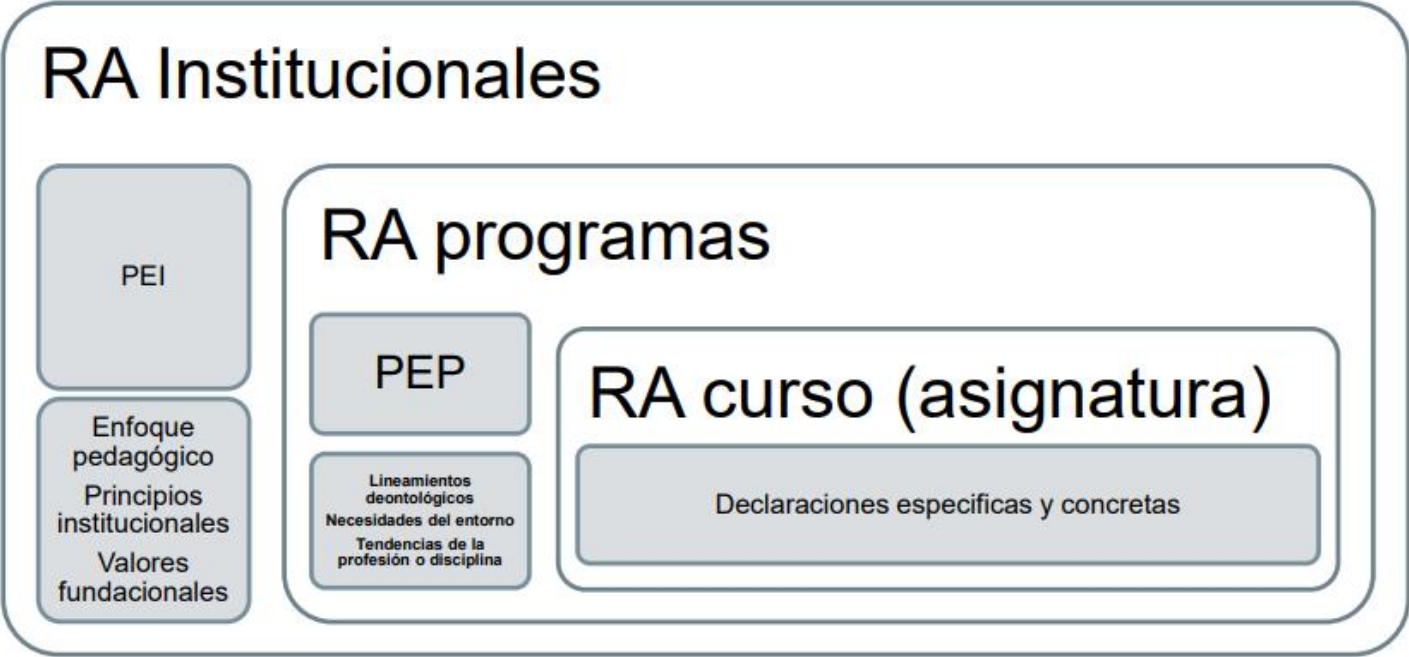 RA Institucionales
PEI
Enfoque
pedagógico
Principios
institucionales
Valores
fundacionales
RA programas
PEP
Lineamientos
deontológicos
Necesidades del entorno
Tendencias de la
profesión o disciplina
RA curso (asignatura)
Declaraciones especificas y concretas